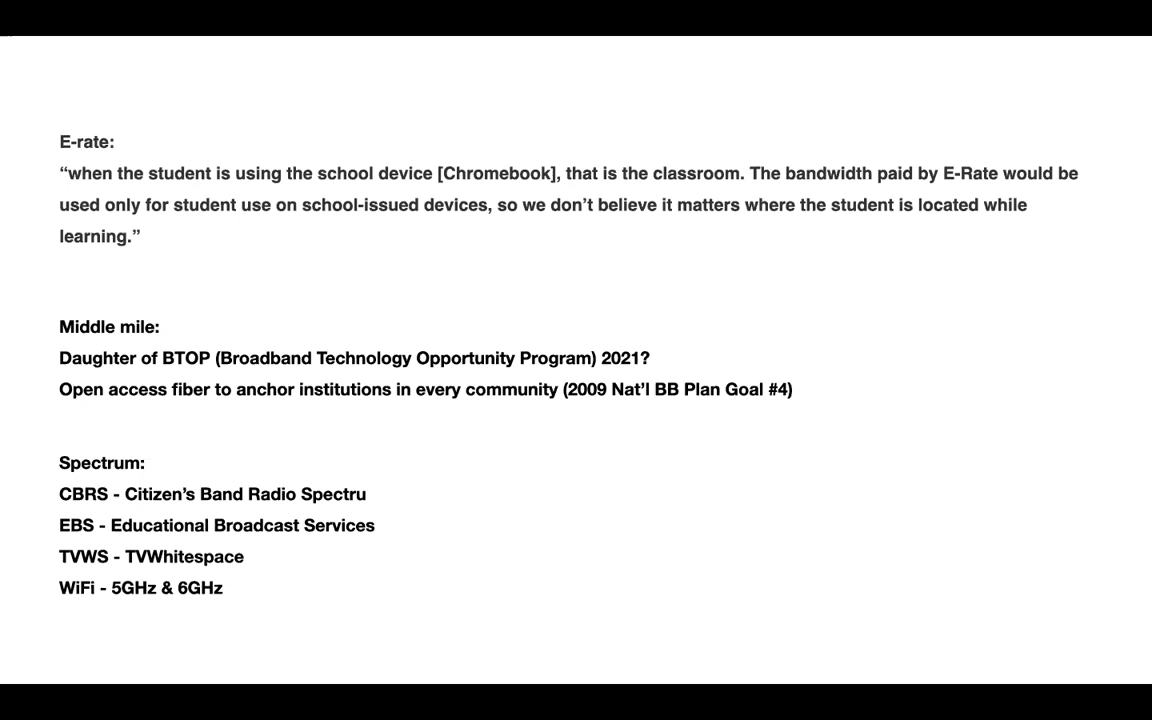 E-rate:
“when the student is using the school device [Chromebook], that is the classroom. The bandwidth paid by E-Rate would be
used only for student use on school-issued devices, so we don’t believe it matters where the student is located while
learning.”
Middle mile:
Daughter of BTOP (Broadband Technology Opportunity Program) 2021?
Open access fiber to anchor institutions in every community (2009 Nat’l BB Plan Goal #4)
Spectrum:
CBRS - Citizen’s Band Radio Spectru
EBS - Educational Broadcast Services
TVWS - TVWhitespace
WiFi - 5GHz & 6GHz